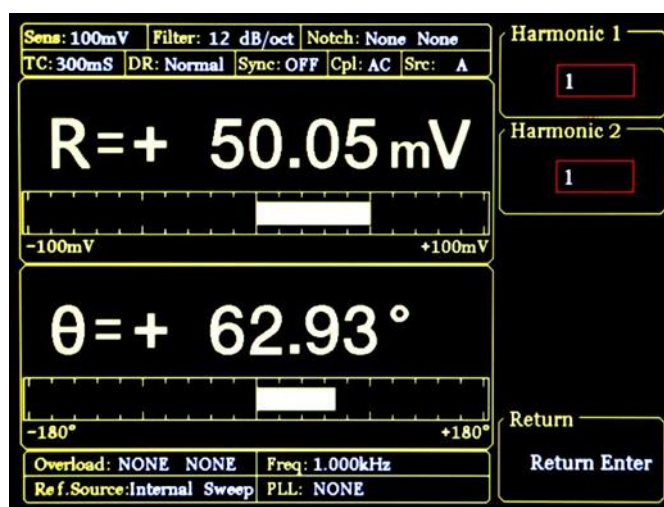 Sens: 100mV Filter: 12 dB/oct Notch: None None
TC: 300mS DR: Normal Sync: OFF Cpl: AC Src: A
R=+ 50.05 mV
-100mV +100mV
θ=+ 62.93°
-180° +180°
Overload: NONE NONE Freq: 1.000kHz
Ref.Source:Internal Sweep PLL: NONE
Harmonic 1
1
Harmonic 2
1
Return
Return Enter